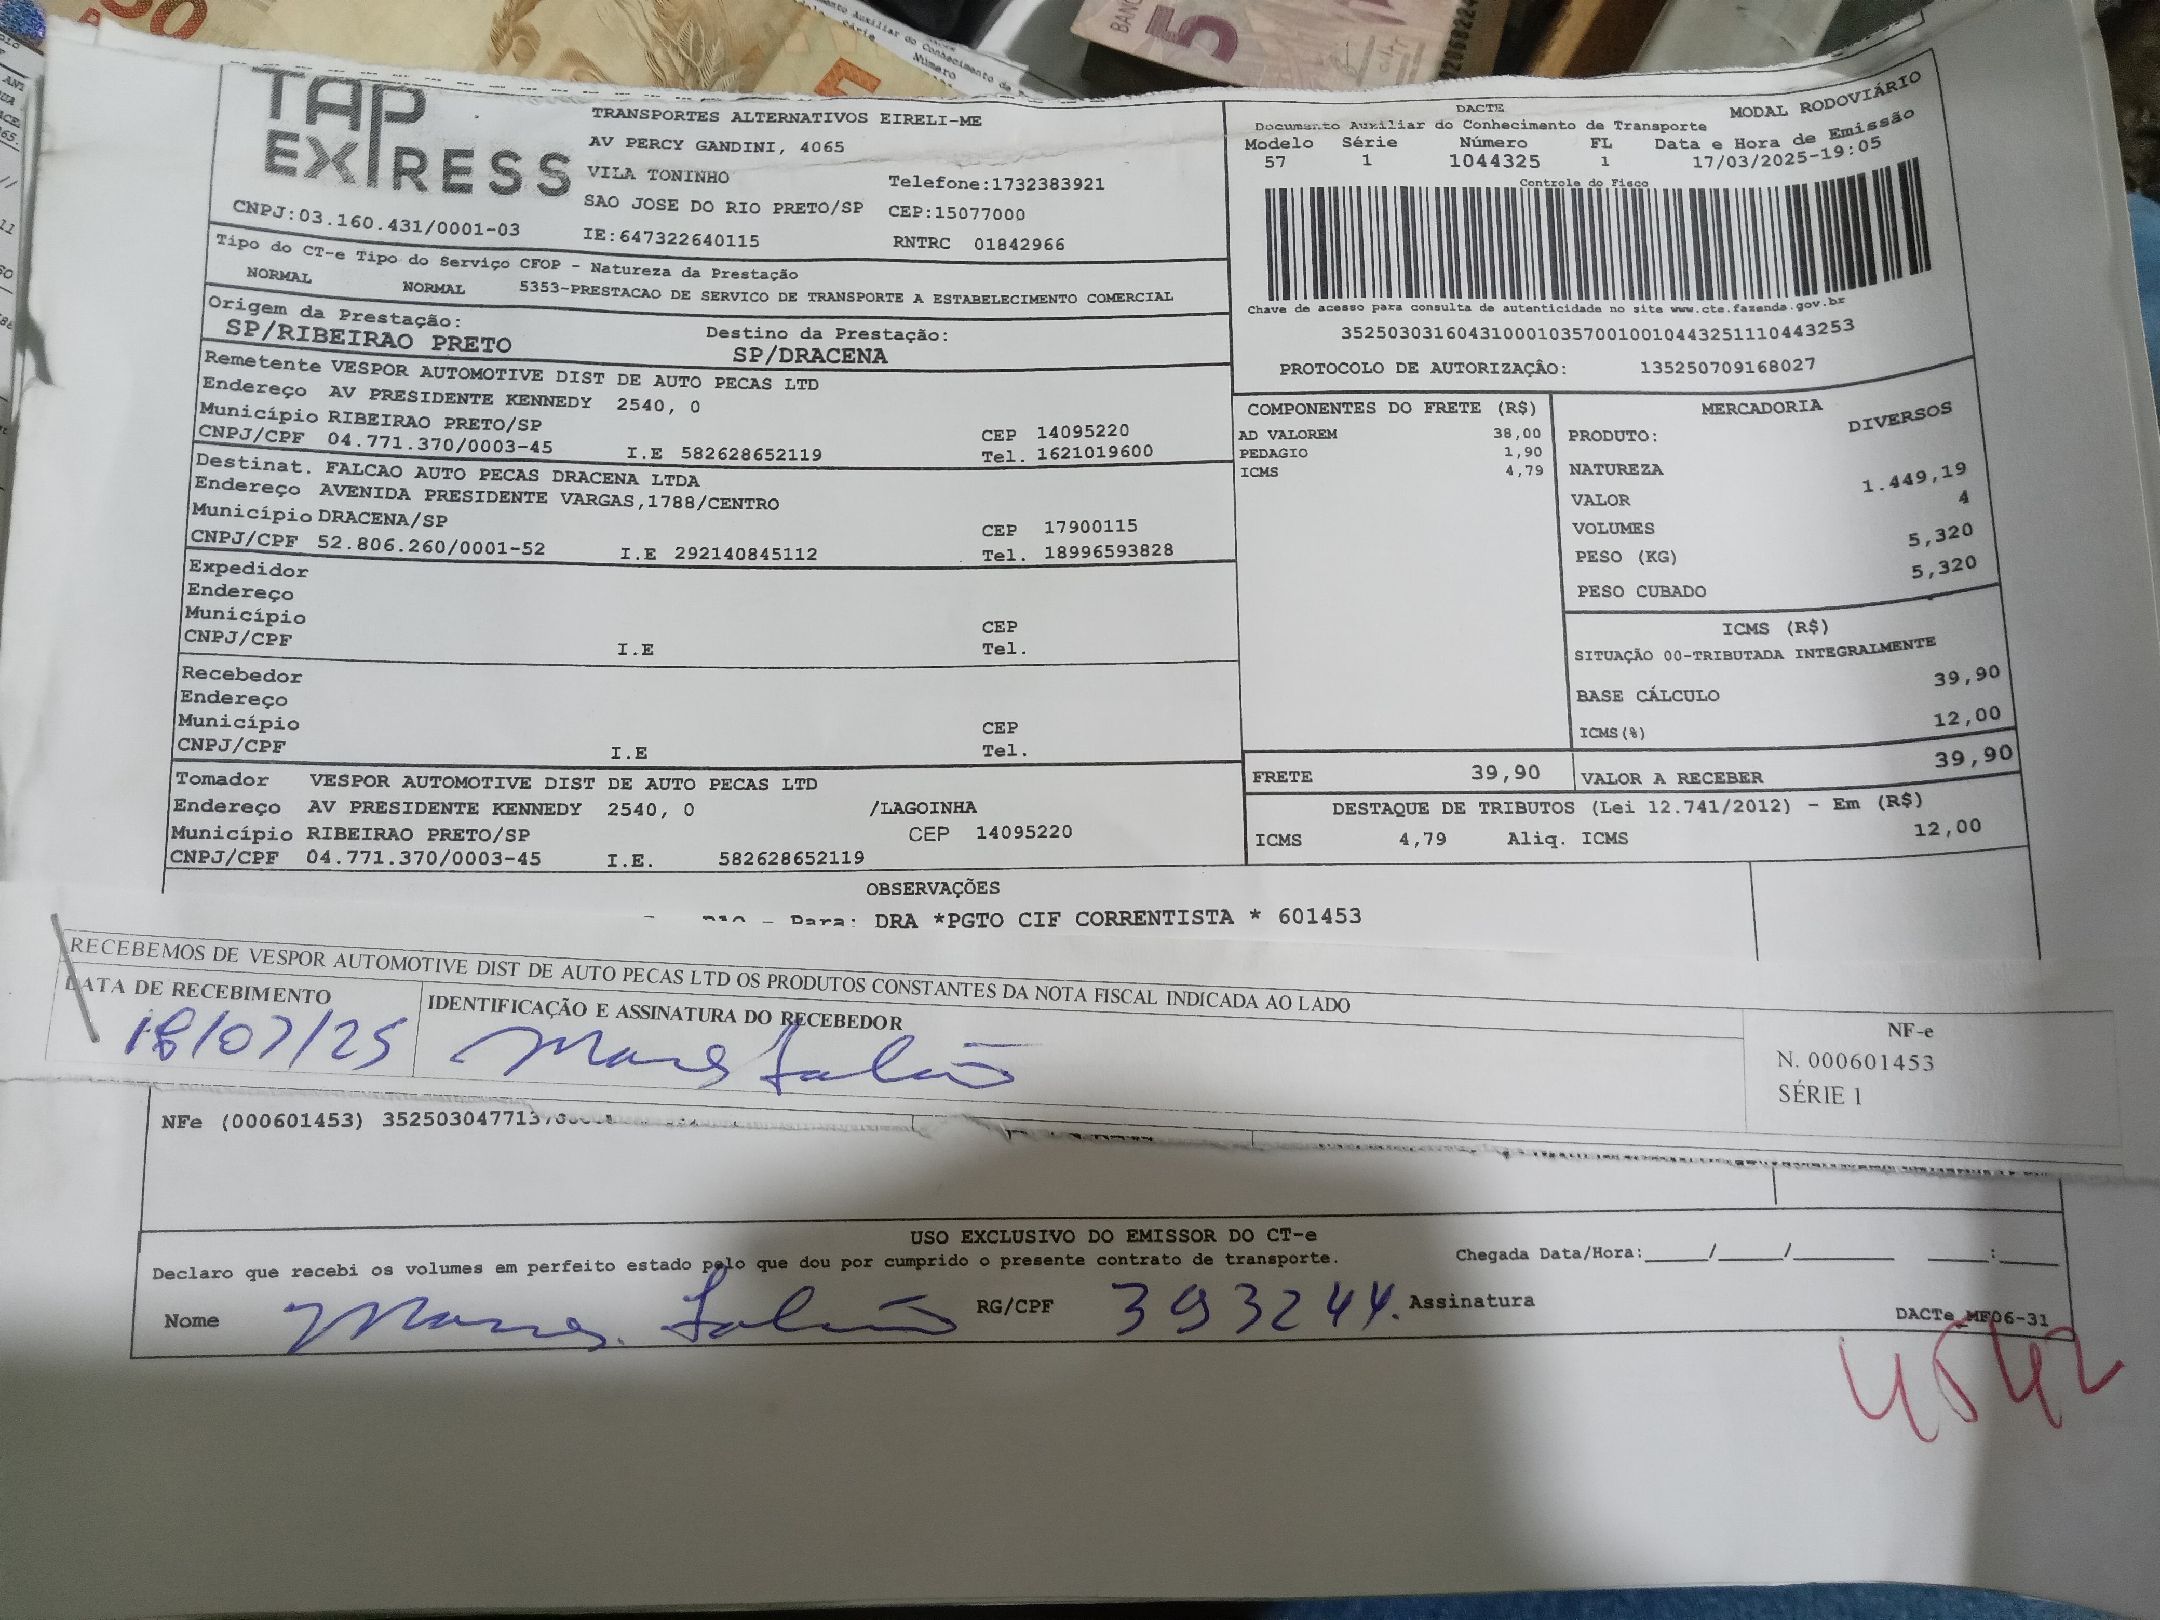 TAP
EXPRESS
TRANSPORTES ALTERNATIVOS EIRELI-ME
AV PERCY GANDINI, 4065
VILA TONINHO
Telefone:1732383921
SAO JOSE DO RIO PRETO/SP CEP:15077000
CNPJ:03.160.431/0001-03 IE:647322640115 RNTRC 01842966
DACTE MODAL RODOVIÁRIO
Documento Auxiliar do Conhecimento de Transporte
Modelo Série Número FL Data e Hora de Emissão
57 1 1044325 1 17/03/2025-19:05
Controle do Fisco
Chave de acesso para consulta de autenticidade no site www.cte.fazenda.gov.br
35250303160431000103570010010443251110443253
PROTOCOLO DE AUTORIZAÇÂO: 135250709168027
Tipo do CT-e Tipo do Serviço CFOP - Natureza da Prestação
NORMAL NORMAL 5353-PRESTACAO DE SERVICO DE TRANSPORTE A ESTABELECIMENTO COMERCIAL
Origem da Prestação: Destino da Prestação:
SP/RIBEIRAO PRETO SP/DRACENA
Remetente VESPOR AUTOMOTIVE DIST DE AUTO PECAS LTD
Endereço AV PRESIDENTE KENNEDY 2540, 0
Município RIBEIRAO PRETO/SP CEP 14095220
CNPJ/CPF 04.771.370/0003-45 I.E 582628652119 Tel. 1621019600
Destinat. FALCAO AUTO PECAS DRACENA LTDA
Endereço AVENIDA PRESIDENTE VARGAS,1788/CENTRO
Município DRACENA/SP CEP 17900115
CNPJ/CPF 52.806.260/0001-52 I.E 292140845112 Tel. 18996593828
Expedidor
Endereço
Município CEP
CNPJ/CPF I.E Tel.
Recebedor
Endereço
Município CEP
CNPJ/CPF I.E Tel.
Tomador VESPOR AUTOMOTIVE DIST DE AUTO PECAS LTD
Endereço AV PRESIDENTE KENNEDY 2540, 0 /LAGOINHA
Município RIBEIRAO PRETO/SP CEP 14095220
CNPJ/CPF 04.771.370/0003-45 I.E. 582628652119
COMPONENTES DO FRETE (R$)
AD VALOREM 38,00
PEDAGIO 1,90
ICMS 4,79
MERCADORIA
PRODUTO: DIVERSOS
NATUREZA
VALOR 1.449,19
VOLUMES 4
PESO (KG) 5,320
PESO CUBADO 5,320
ICMS (R$)
SITUAÇÃO 00-TRIBUTADA INTEGRALMENTE
BASE CÁLCULO 39,90
ICMS(%) 12,00
FRETE 39,90 VALOR A RECEBER 39,90
DESTAQUE DE TRIBUTOS (Lei 12.741/2012) - Em (R$)
ICMS 4,79 Aliq. ICMS 12,00
OBSERVAÇÕES
- Para: DRA *PGTO CIF CORRENTISTA * 601453
RECEBEMOS DE VESPOR AUTOMOTIVE DIST DE AUTO PECAS LTD OS PRODUTOS CONSTANTES DA NOTA FISCAL INDICADA AO LADO
DATA DE RECEBIMENTO IDENTIFICAÇÃO E ASSINATURA DO RECEBEDOR
NF-e
N. 000601453
SÉRIE 1
NFe (000601453) 3525030477137
USO EXCLUSIVO DO EMISSOR DO CT-e
Declaro que recebi os volumes em perfeito estado pelo que dou por cumprido o presente contrato de transporte. Chegada Data/Hora:____/____/______ ___:___
Nome RG/CPF 393244. Assinatura
DACTe_MF06-31
4542